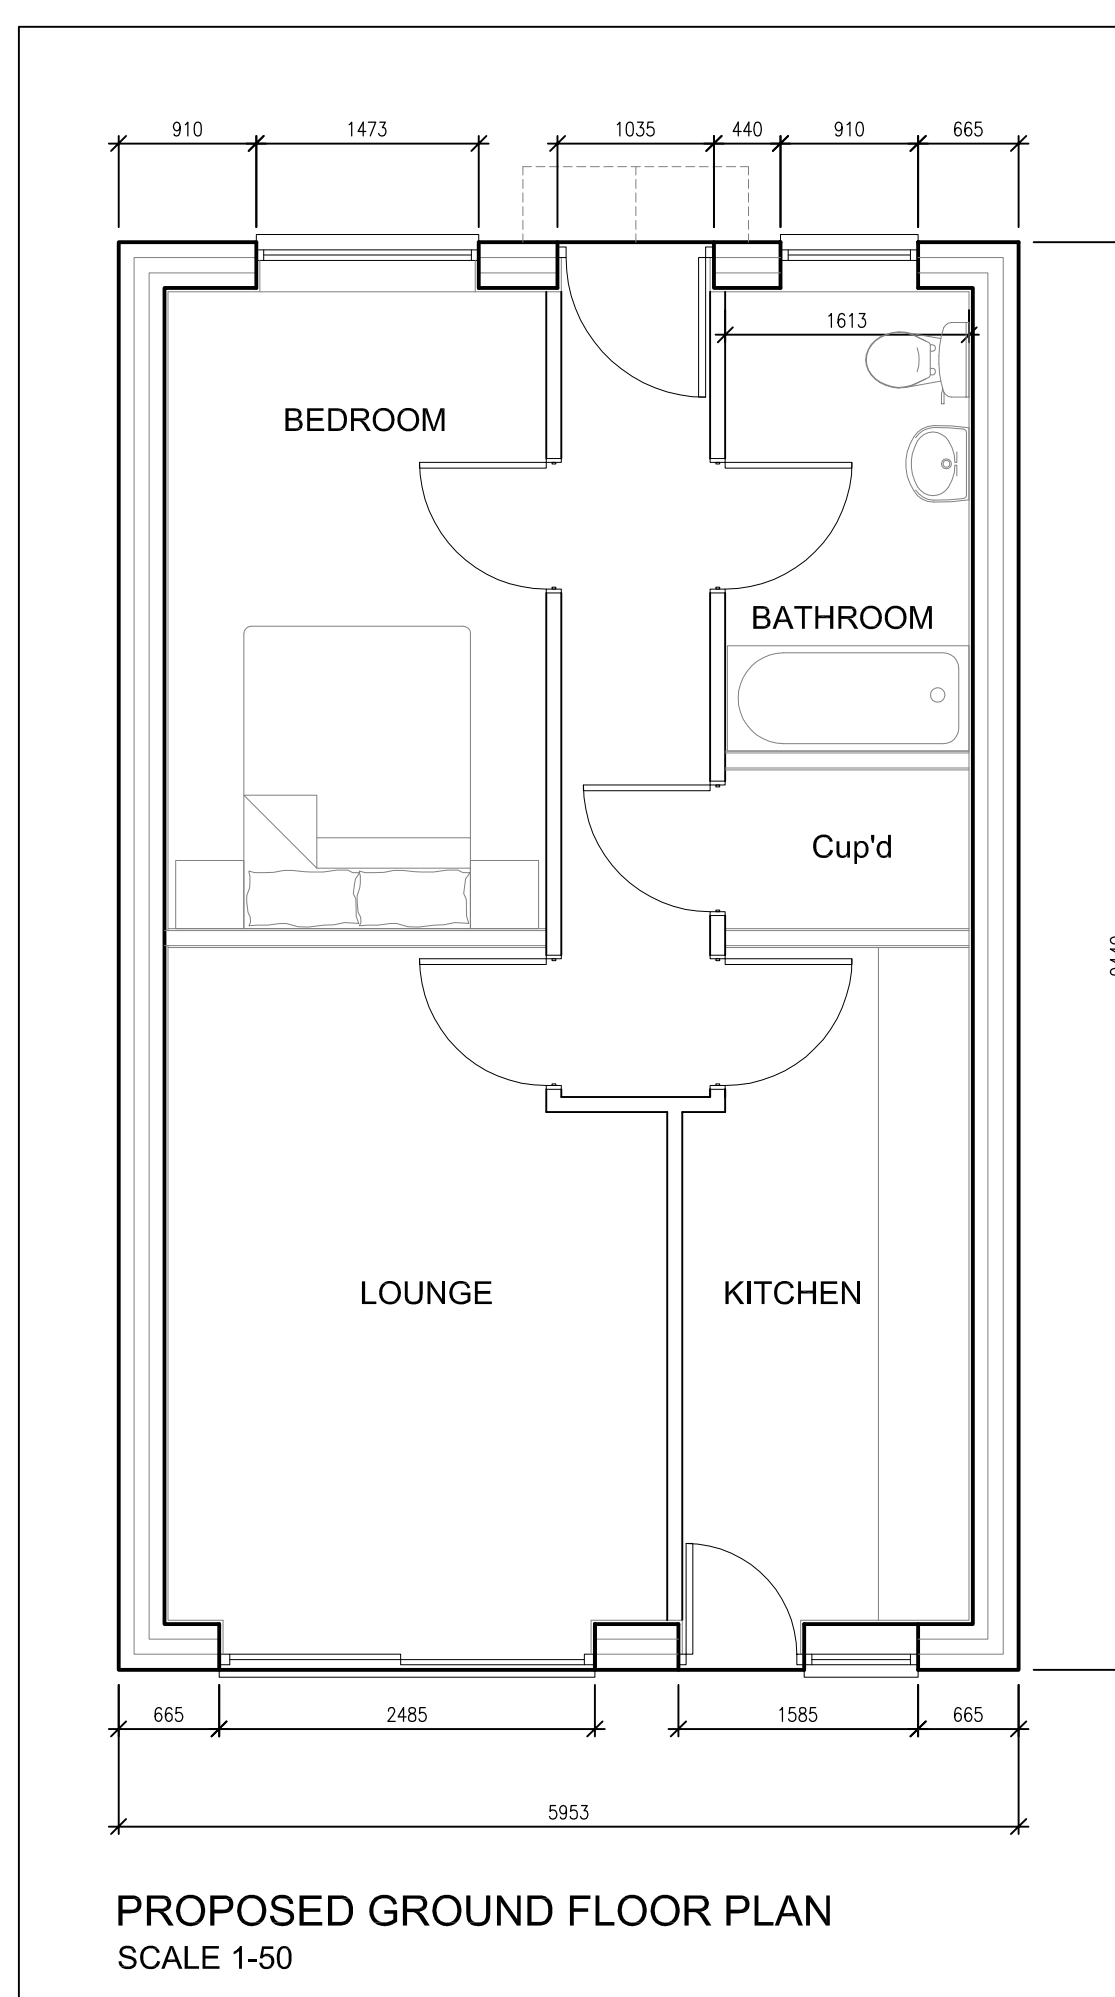 910 1473 1035 440 910 665
1613
BEDROOM
BATHROOM
Cup'd
LOUNGE
KITCHEN
665 2485 1585 665
5953
PROPOSED GROUND FLOOR PLAN
SCALE 1-50